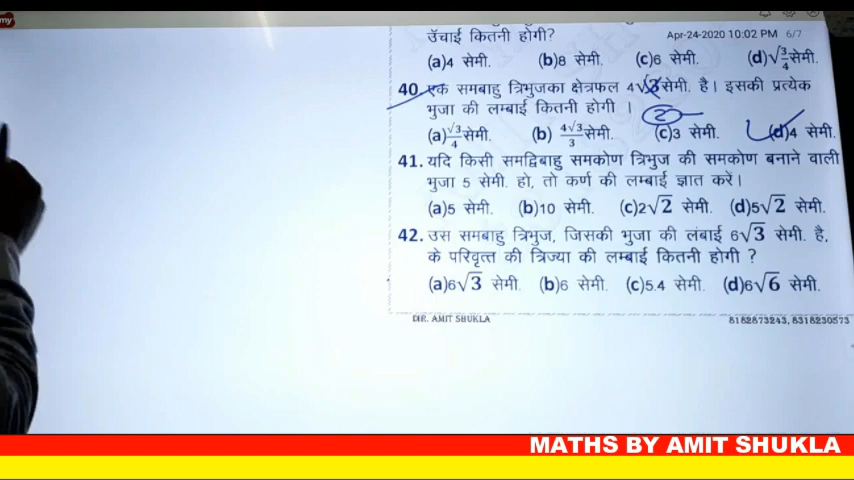 my
ऊँचाई कितनी होगी?
Apr-24-2020 10:02 PM 6/7
(a)4 सेमी. (b)8 सेमी. (c)6 सेमी. (d)√3/4 सेमी.
40. एक समबाहु त्रिभुजका क्षेत्रफल 4√3 सेमी. है। इसकी प्रत्येक
भुजा की लम्बाई कितनी होगी ।
2
(a)√3/4 सेमी. (b) 4√3/3 सेमी. (c)3 सेमी. (d)4 सेमी.
41. यदि किसी समद्विबाहु समकोण त्रिभुज की समकोण बनाने वाली
भुजा 5 सेमी. हो, तो कर्ण की लम्बाई ज्ञात करें।
(a)5 सेमी. (b)10 सेमी. (c)2√2 सेमी. (d)5√2 सेमी.
42. उस समबाहु त्रिभुज, जिसकी भुजा की लंबाई 6√3 सेमी. है,
के परिवृत्त की त्रिज्या की लम्बाई कितनी होगी ?
(a)6√3 सेमी. (b)6 सेमी. (c)5.4 सेमी. (d)6√6 सेमी.
DIR. AMIT SHUKLA 8182873243, 8318230573
MATHS BY AMIT SHUKLA